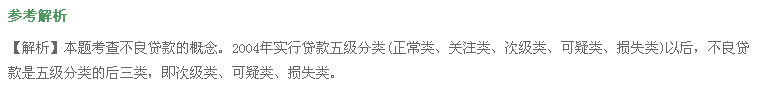 参考解析
【解析】本题考查不良贷款的概念。2004年实行贷款五级分类(正常类、关注类、次级类、可疑类、损失类)以后，不良贷
款是五级分类的后三类，即次级类、可疑类、损失类。